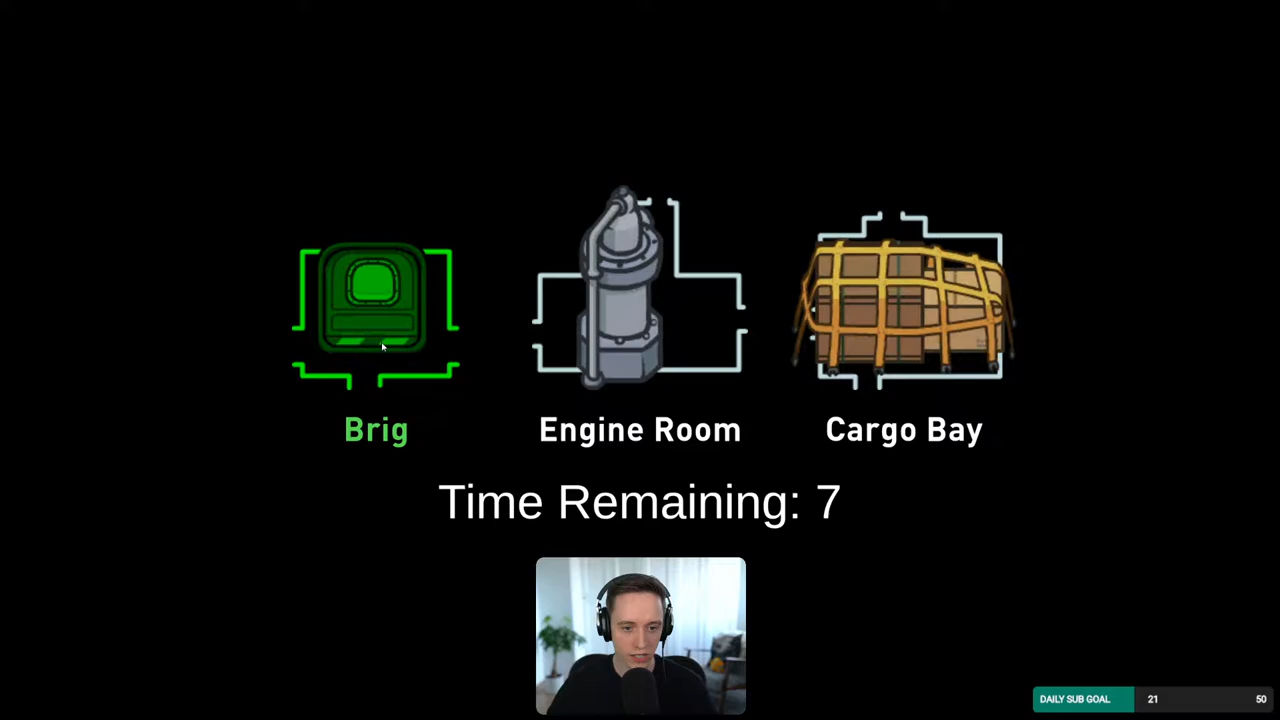 Brig
Engine Room
Cargo Bay
Time Remaining: 7
DAILY SUB GOAL 21 50